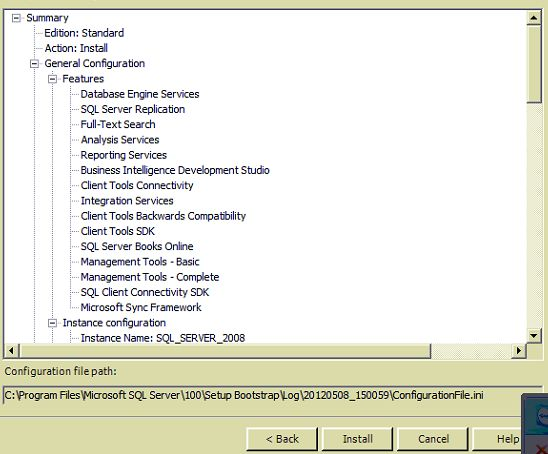 Summary
Edition: Standard
Action: Install
General Configuration
Features
Database Engine Services
SQL Server Replication
Full-Text Search
Analysis Services
Reporting Services
Business Intelligence Development Studio
Client Tools Connectivity
Integration Services
Client Tools Backwards Compatibility
Client Tools SDK
SQL Server Books Online
Management Tools - Basic
Management Tools - Complete
SQL Client Connectivity SDK
Microsoft Sync Framework
Instance configuration
Instance Name: SQL_SERVER_2008
Configuration file path:
C:\Program Files\Microsoft SQL Server\100\Setup Bootstrap\Log\20120508_150059\ConfigurationFile.ini
< Back Install Cancel Help